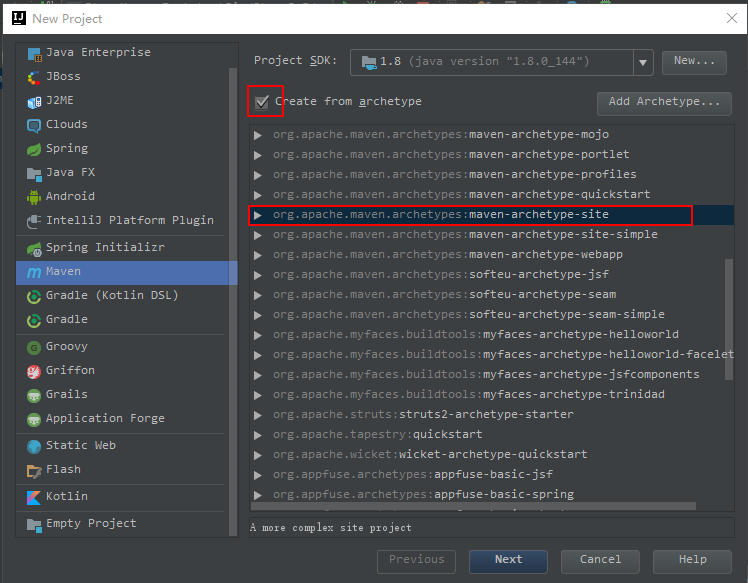 New Project
Java Enterprise
JBoss
J2ME
Clouds
Spring
Java FX
Android
IntelliJ Platform Plugin
Spring Initializr
Maven
Gradle (Kotlin DSL)
Gradle
Groovy
Griffon
Grails
Application Forge
Static Web
Flash
Kotlin
Empty Project
Project SDK: 1.8 (java version "1.8.0_144") New...
Create from archetype Add Archetype...
org.apache.maven.archetypes:maven-archetype-mojo
org.apache.maven.archetypes:maven-archetype-portlet
org.apache.maven.archetypes:maven-archetype-profiles
org.apache.maven.archetypes:maven-archetype-quickstart
org.apache.maven.archetypes:maven-archetype-site
org.apache.maven.archetypes:maven-archetype-site-simple
org.apache.maven.archetypes:maven-archetype-webapp
org.apache.maven.archetypes:softeu-archetype-jsf
org.apache.maven.archetypes:softeu-archetype-seam
org.apache.maven.archetypes:softeu-archetype-seam-simple
org.apache.myfaces.buildtools:myfaces-archetype-helloworld
org.apache.myfaces.buildtools:myfaces-archetype-helloworld-facelet
org.apache.myfaces.buildtools:myfaces-archetype-jsfcomponents
org.apache.myfaces.buildtools:myfaces-archetype-trinidad
org.apache.struts:struts2-archetype-starter
org.apache.tapestry:quickstart
org.apache.wicket:wicket-archetype-quickstart
org.appfuse.archetypes:appfuse-basic-jsf
org.appfuse.archetypes:appfuse-basic-spring
A more complex site project
Previous Next Cancel Help